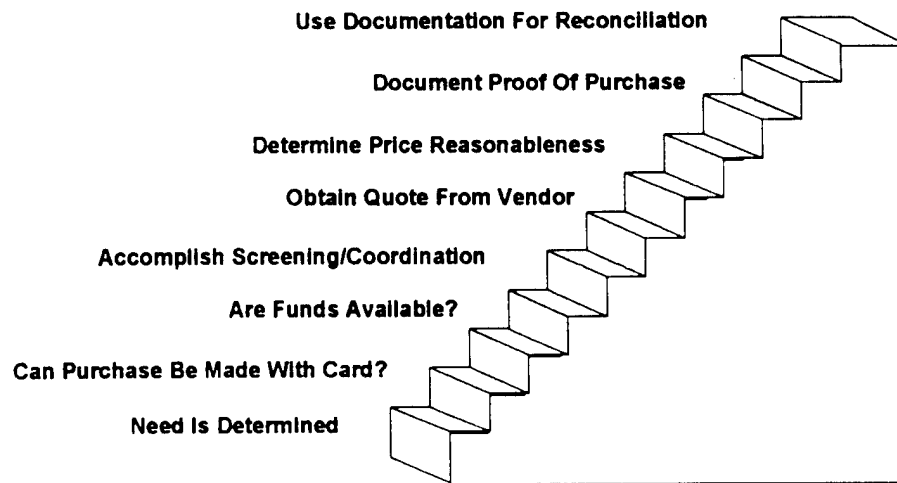 Use Documentation For Reconciliation
Document Proof Of Purchase
Determine Price Reasonableness
Obtain Quote From Vendor
Accomplish Screening/Coordination
Are Funds Available?
Can Purchase Be Made With Card?
Need Is Determined